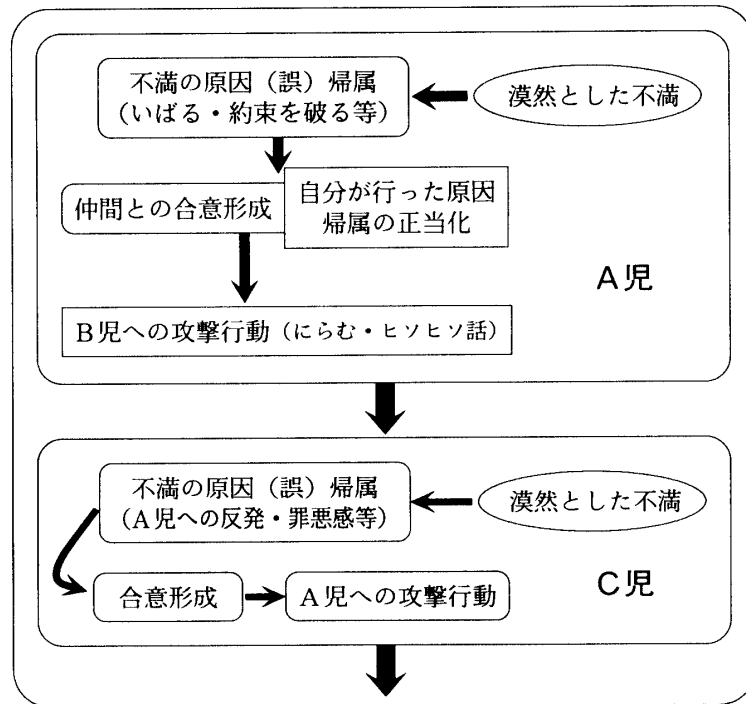 不満の原因（誤）帰属
（いばる・約束を破る等）
漠然とした不満
仲間との合意形成
自分が行った原因
帰属の正当化
A児
B児への攻撃行動（にらむ・ヒソヒソ話）
不満の原因（誤）帰属
（A児への反発・罪悪感等）
漠然とした不満
C児
合意形成
A児への攻撃行動